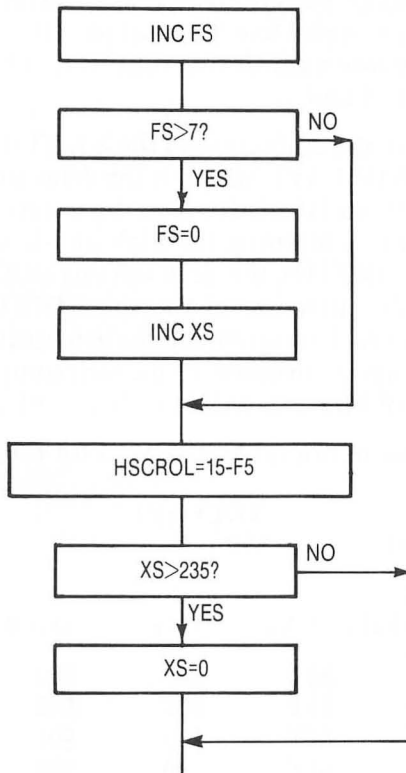 INC FS
FS>7?
NO
YES
FS=0
INC XS
HSCROL=15-F5
XS>235?
NO
YES
XS=0